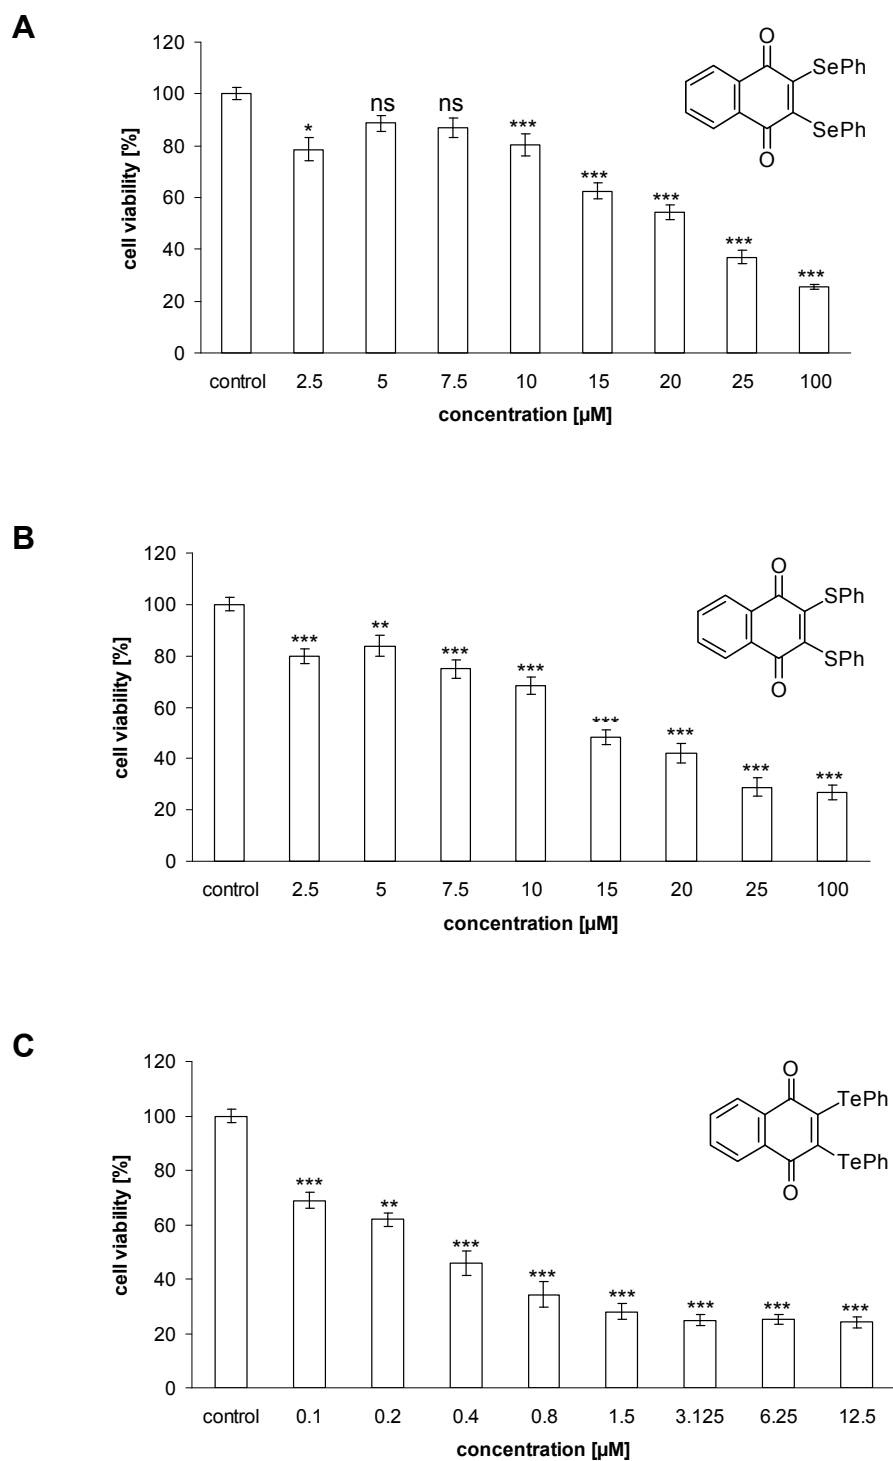 A
120
100
80
60
40
20
0
cell viability [%]
* ns ns *** *** *** *** ***
control 2.5 5 7.5 10 15 20 25 100
concentration [µM]
O
SePh
SePh
O
B
120
100
80
60
40
20
0
cell viability [%]
*** ** *** *** *** *** *** ***
control 2.5 5 7.5 10 15 20 25 100
concentration [µM]
O
SPh
SPh
O
C
120
100
80
60
40
20
0
cell viability [%]
*** ** *** *** *** *** *** ***
control 0.1 0.2 0.4 0.8 1.5 3.125 6.25 12.5
concentration [µM]
O
TePh
TePh
O